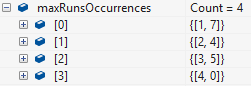 maxRunsOccurrences Count = 4
[0] {[1, 7]}
[1] {[2, 4]}
[2] {[3, 5]}
[3] {[4, 0]}